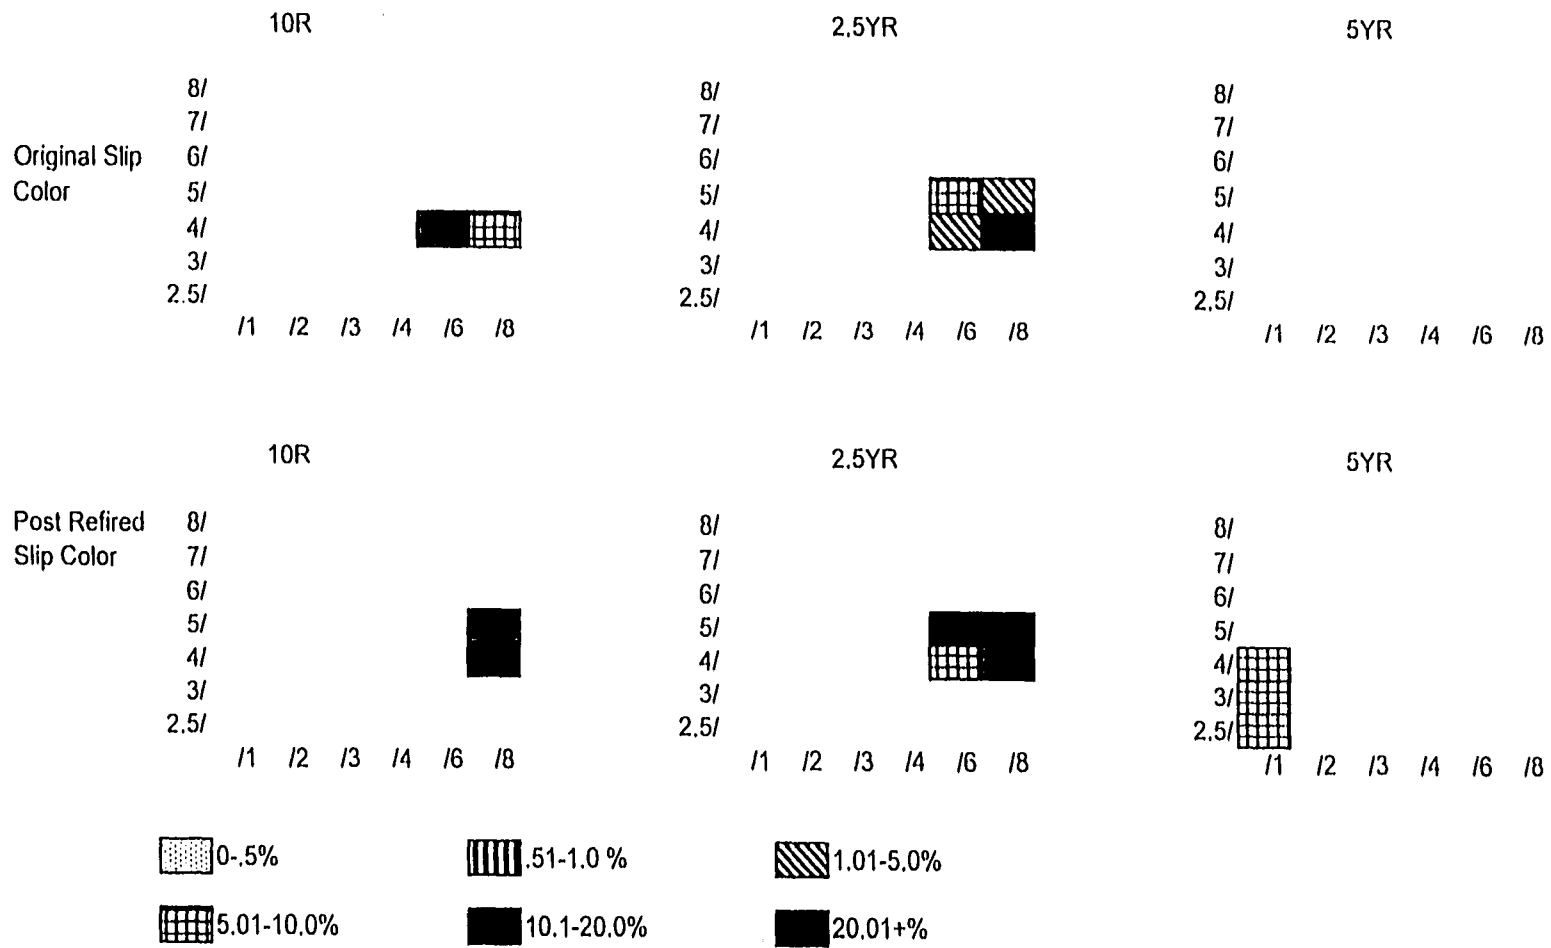 10R 2.5YR 5YR
8/ 8/ 8/
7/ 7/ 7/
Original Slip 6/ 6/ 6/
Color 5/ 5/ 5/
4/ 4/ 4/
3/ 3/ 3/
2.5/ 2.5/ 2.5/
/1 /2 /3 /4 /6 /8 /1 /2 /3 /4 /6 /8 /1 /2 /3 /4 /6 /8
10R 2.5YR 5YR
Post Refired 8/ 8/ 8/
Slip Color 7/ 7/ 7/
6/ 6/ 6/
5/ 5/ 5/
4/ 4/ 4/
3/ 3/ 3/
2.5/ 2.5/ 2.5/
/1 /2 /3 /4 /6 /8 /1 /2 /3 /4 /6 /8 /1 /2 /3 /4 /6 /8
0-.5% .51-1.0 % 1.01-5.0%
5.01-10.0% 10.1-20.0% 20.01+%